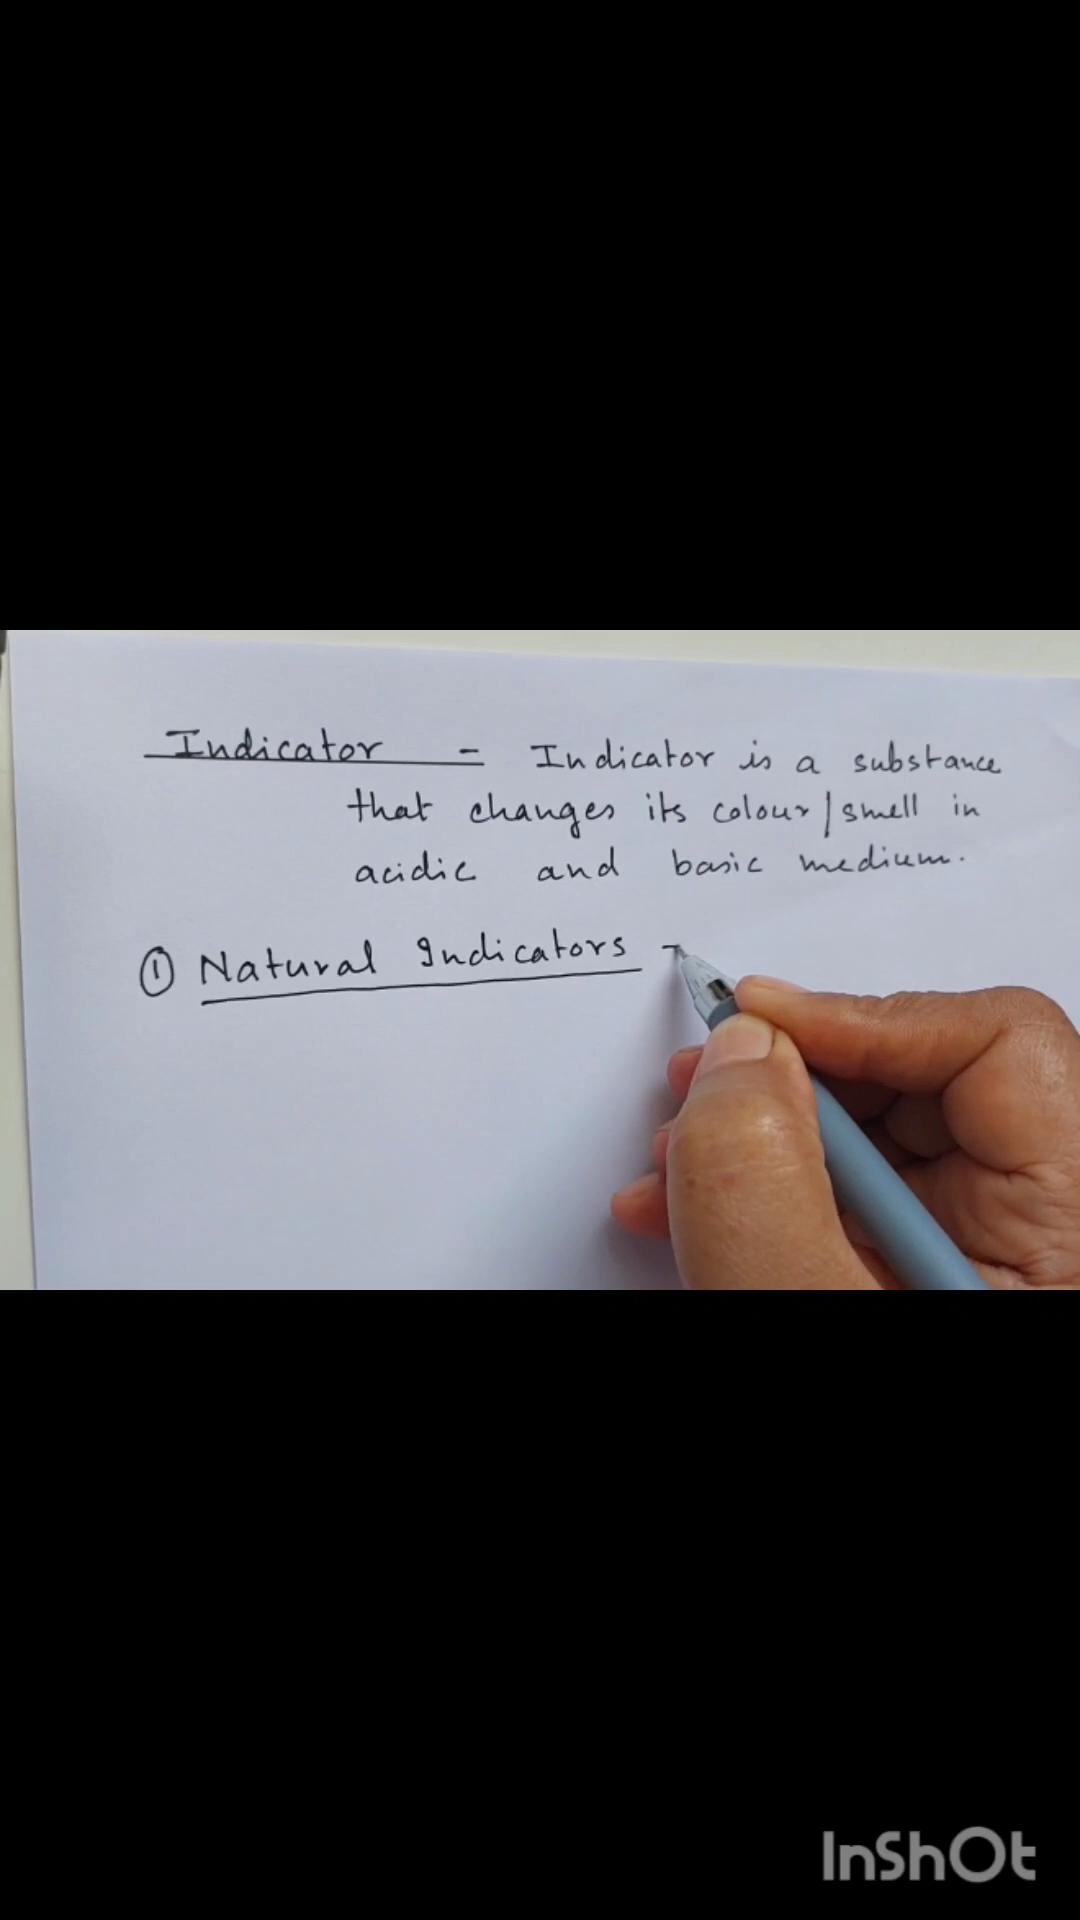 Indicator - Indicator is a substance
that changes its colour/smell in
acidic and basic medium.
① Natural Indicators -
InShOt